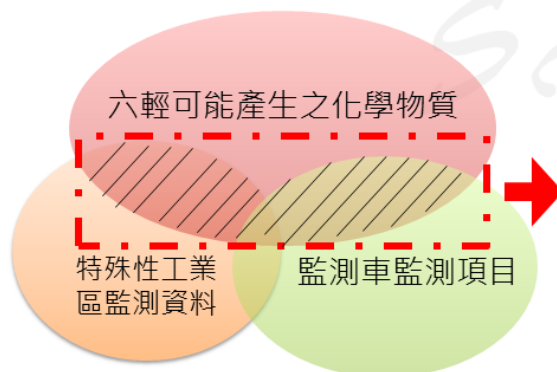 六輕可能產生之化學物質
特殊性工業
區監測資料
監測車監測項目